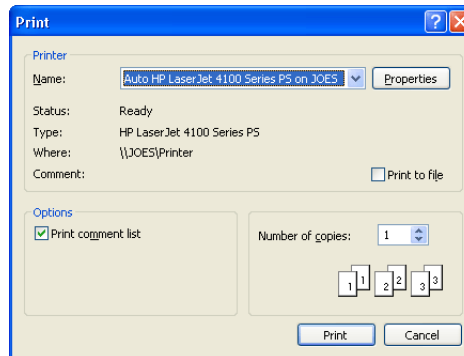 Print
Printer
Name: Auto HP LaserJet 4100 Series PS on JOES Properties
Status: Ready
Type: HP LaserJet 4100 Series PS
Where: \\JOES\Printer
Comment: Print to file
Options
Print comment list
Number of copies: 1
1 1 2 2 3 3
Print Cancel